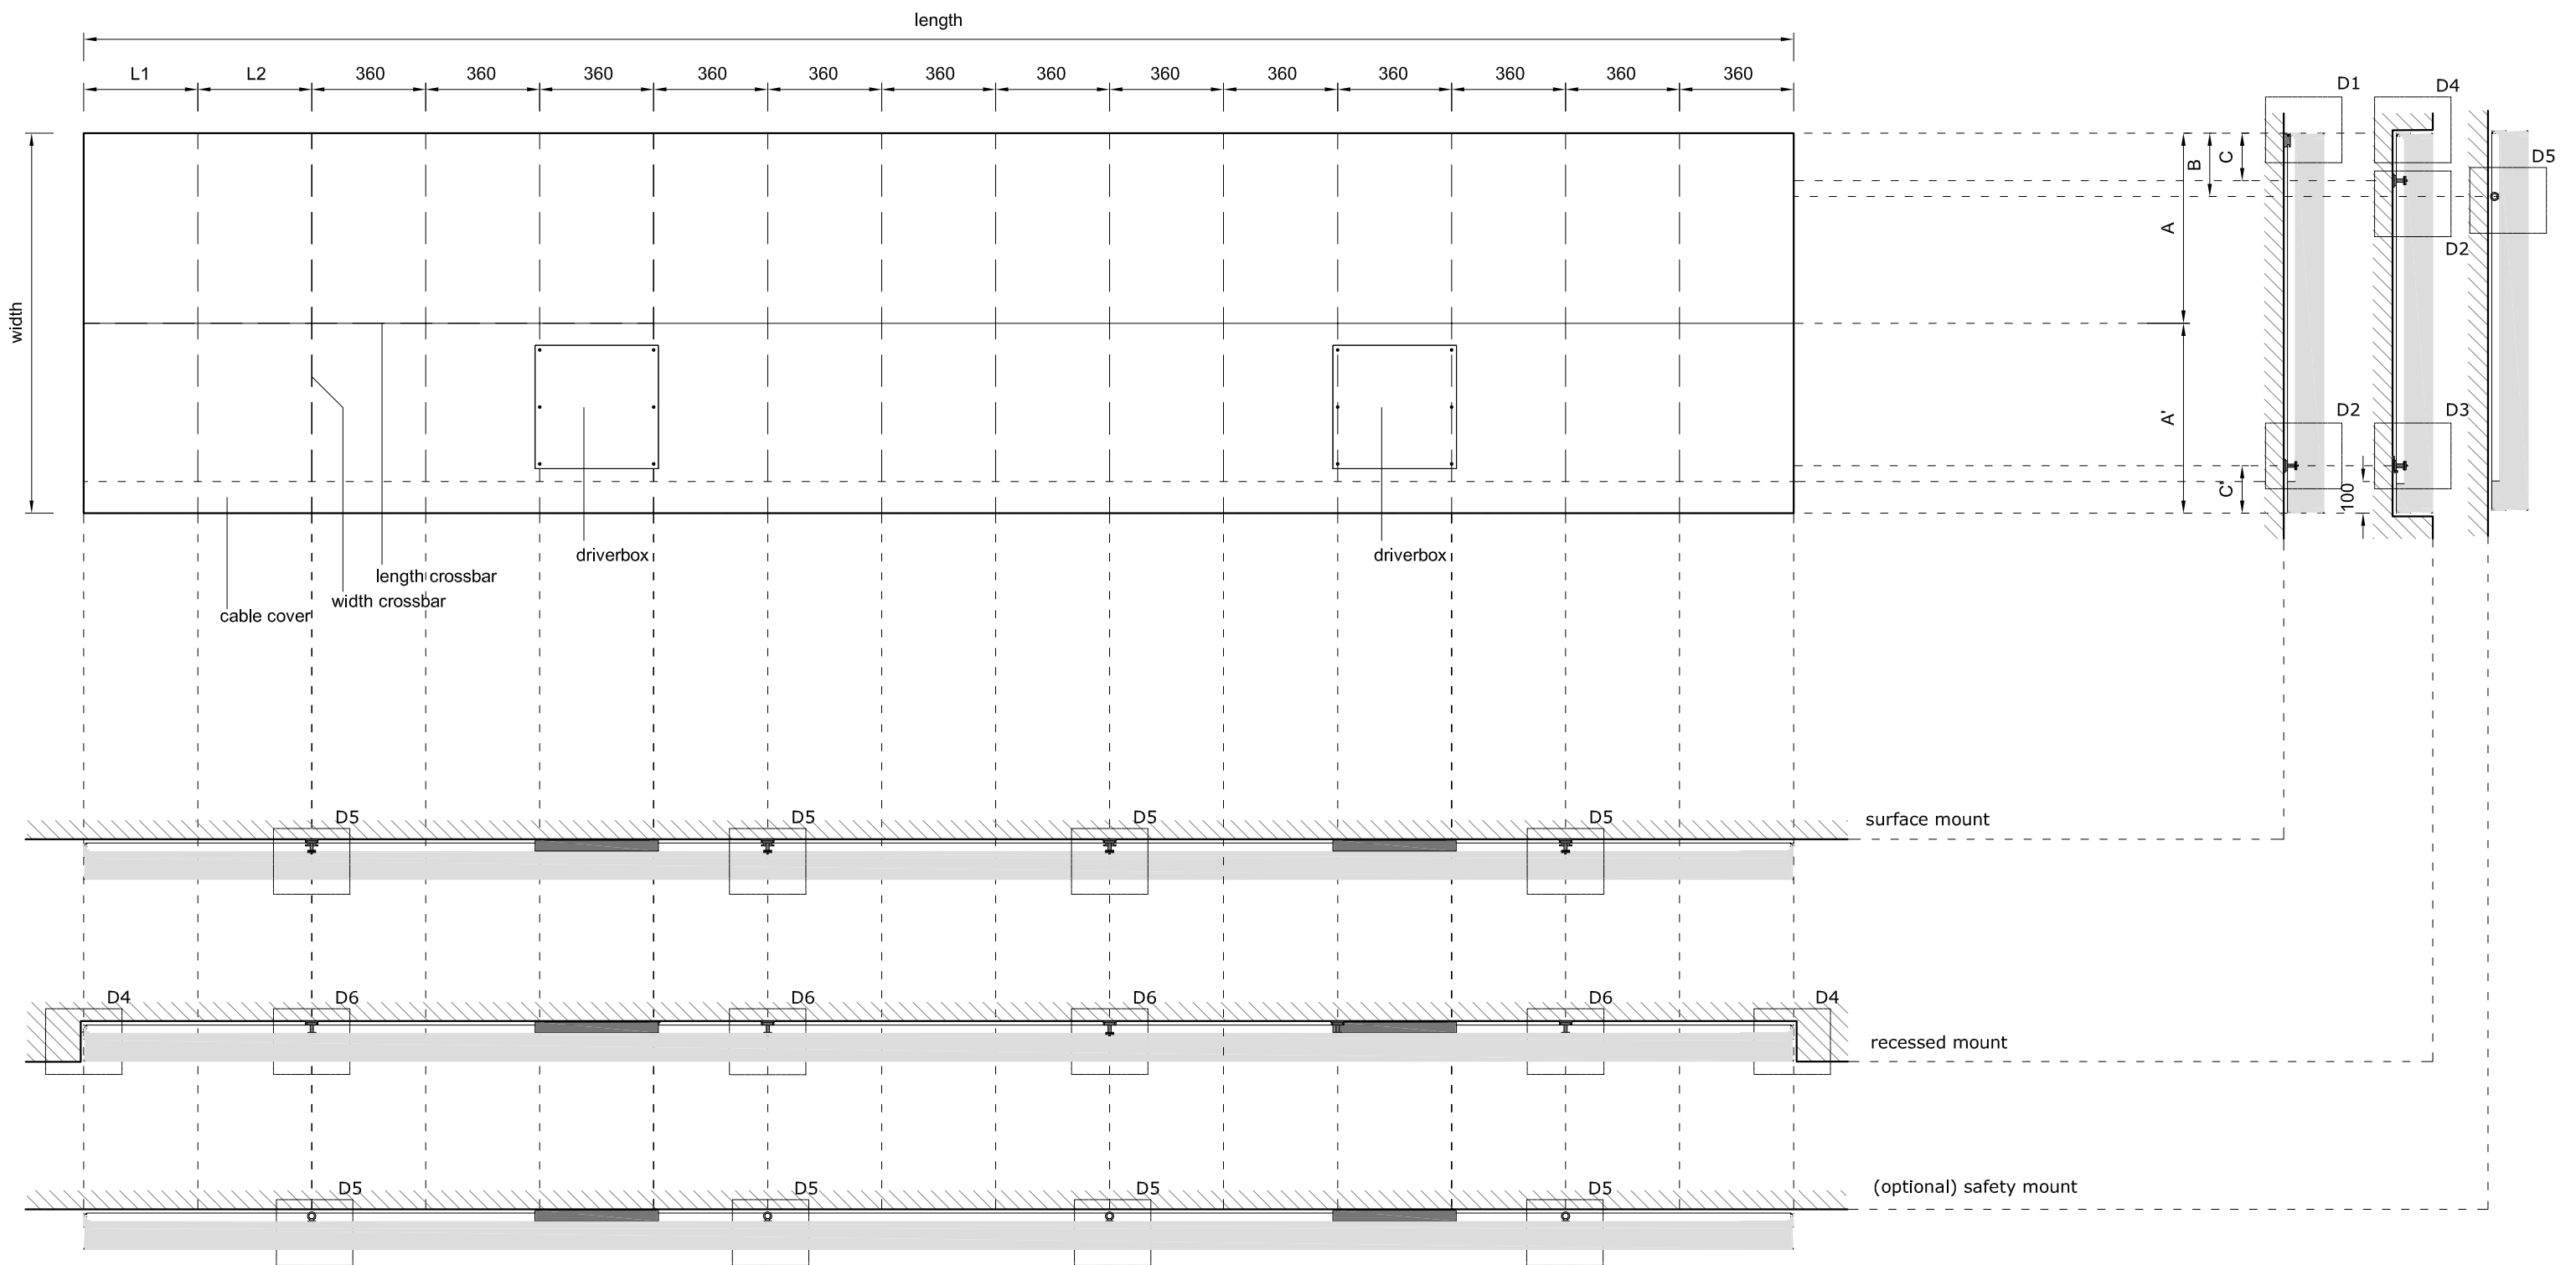 length
L1 L2 360 360 360 360 360 360 360 360 360 360 360 360 360
D1 D4
B C
D5
A
D2
width
A'
D2 D3
C' 100
driverbox driverbox
length crossbar
width crossbar
cable cover
D5 D5 D5 D5 surface mount
D4 D6 D6 D6 D6 D4
recessed mount
D5 D5 D5 D5 (optional) safety mount